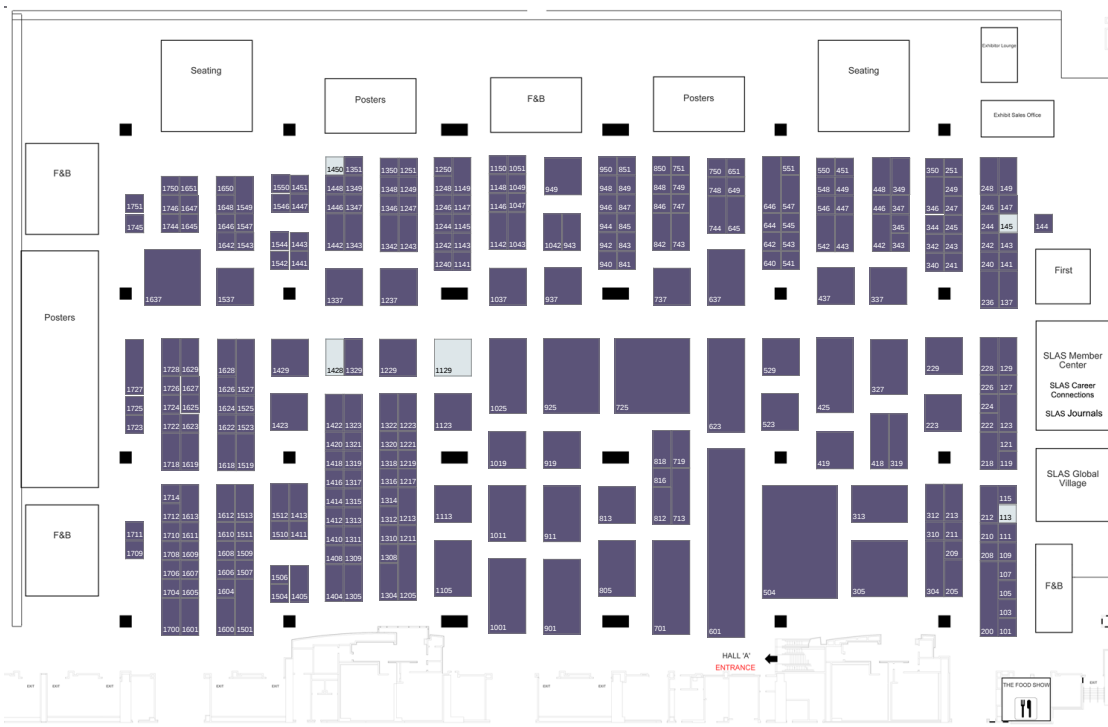 Exhibitor Lounge
Seating
Seating
Posters
F&B
Posters
Exhibit Sales Office
F&B
1450 1351 1350 1251 1250 1150 1051 949 950 851 850 751 750 651 551 550 451 350 251
1750 1651 1650 1550 1451 1448 1349 1348 1249 1248 1149 1148 1049 948 849 848 749 748 649 548 449 448 349 249 248 149
1751 1746 1647 1648 1549 1546 1447 1446 1347 1346 1247 1246 1147 1146 1047 946 847 846 747 646 547 546 447 446 347 346 247 246 147
1745 1744 1645 1646 1547 1244 1145 944 845 744 645 644 545 345 344 245 244 145 144
1642 1543 1544 1443 1442 1343 1342 1243 1242 1143 1142 1043 1042 943 942 843 842 743 642 543 542 443 442 343 342 243 242 143
1542 1441 1240 1141 940 841 640 541 340 241 240 141
First
1637 1537 1337 1237 1037 937 737 637 437 337 236 137
Posters
SLAS Member
Center
SLAS Career
Connections
SLAS Journals
1728 1629 1628 1429 1428 1329 1229 1129 529 229 228 129
1727 1726 1627 1626 1527 327 226 127
1725 1724 1625 1624 1525 1025 925 725 425 224
1723 1722 1623 1622 1523 1423 1422 1323 1322 1223 1123 623 523 223 222 123
1420 1321 1320 1221 121
1718 1619 1618 1519 1418 1319 1318 1219 1019 919 818 719 419 418 319 218 119
SLAS Global
Village
1416 1317 1316 1217 816
1714 1414 1315 1314 115
1712 1613 1612 1513 1512 1413 1412 1313 1312 1213 1113 813 812 713 313 312 213 212 113
F&B
1711 1710 1611 1610 1511 1510 1411 1410 1311 1310 1211 1011 911 310 211 210 111
1709 1708 1609 1608 1509 1408 1309 1308 209 208 109
1706 1607 1606 1507 1506 107
F&B
1704 1605 1604 1504 1405 1404 1305 1304 1205 1105 805 504 305 304 205 105
103
1700 1601 1600 1501 1001 901 701 601 200 101
HALL 'A'
ENTRANCE
EXIT EXIT EXIT EXIT EXIT EXIT EXIT EXIT EXIT
THE FOOD SHOW